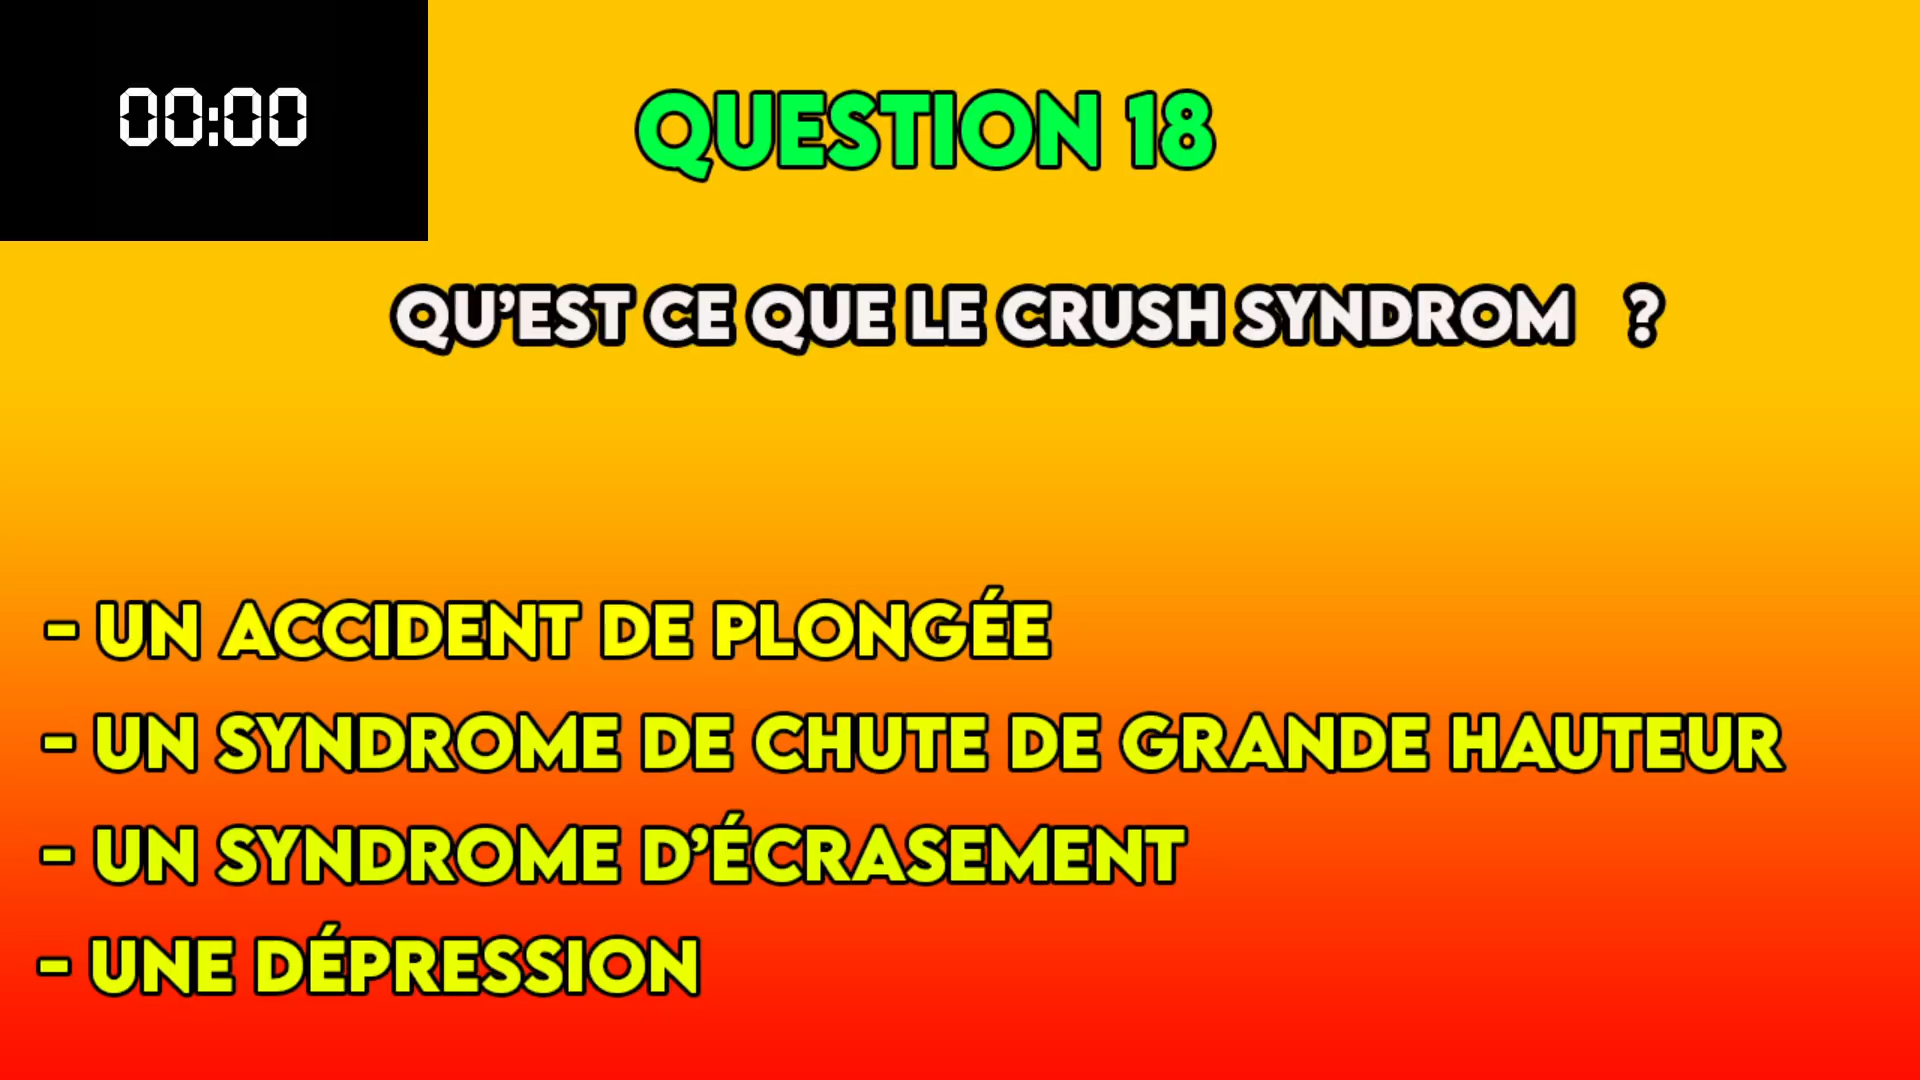 00:00
QUESTION 18
QU'EST CE QUE LE CRUSH SYNDROM ?
- UN ACCIDENT DE PLONGÉE
- UN SYNDROME DE CHUTE DE GRANDE HAUTEUR
- UN SYNDROME D'ÉCRASEMENT
- UNE DÉPRESSION